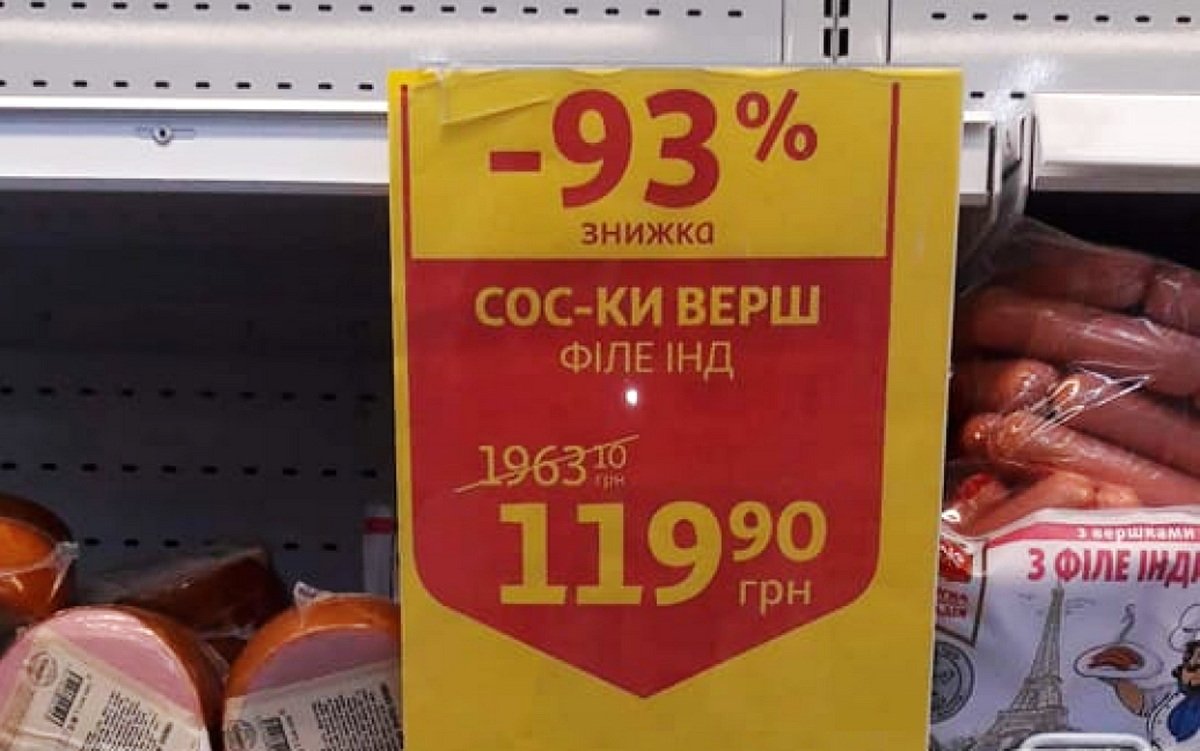 -93%
знижка
СОС-КИ ВЕРШ
ФІЛЕ ІНД
1963 10
грн
119 90
грн
з вершками
З ФІЛЕ ІНД